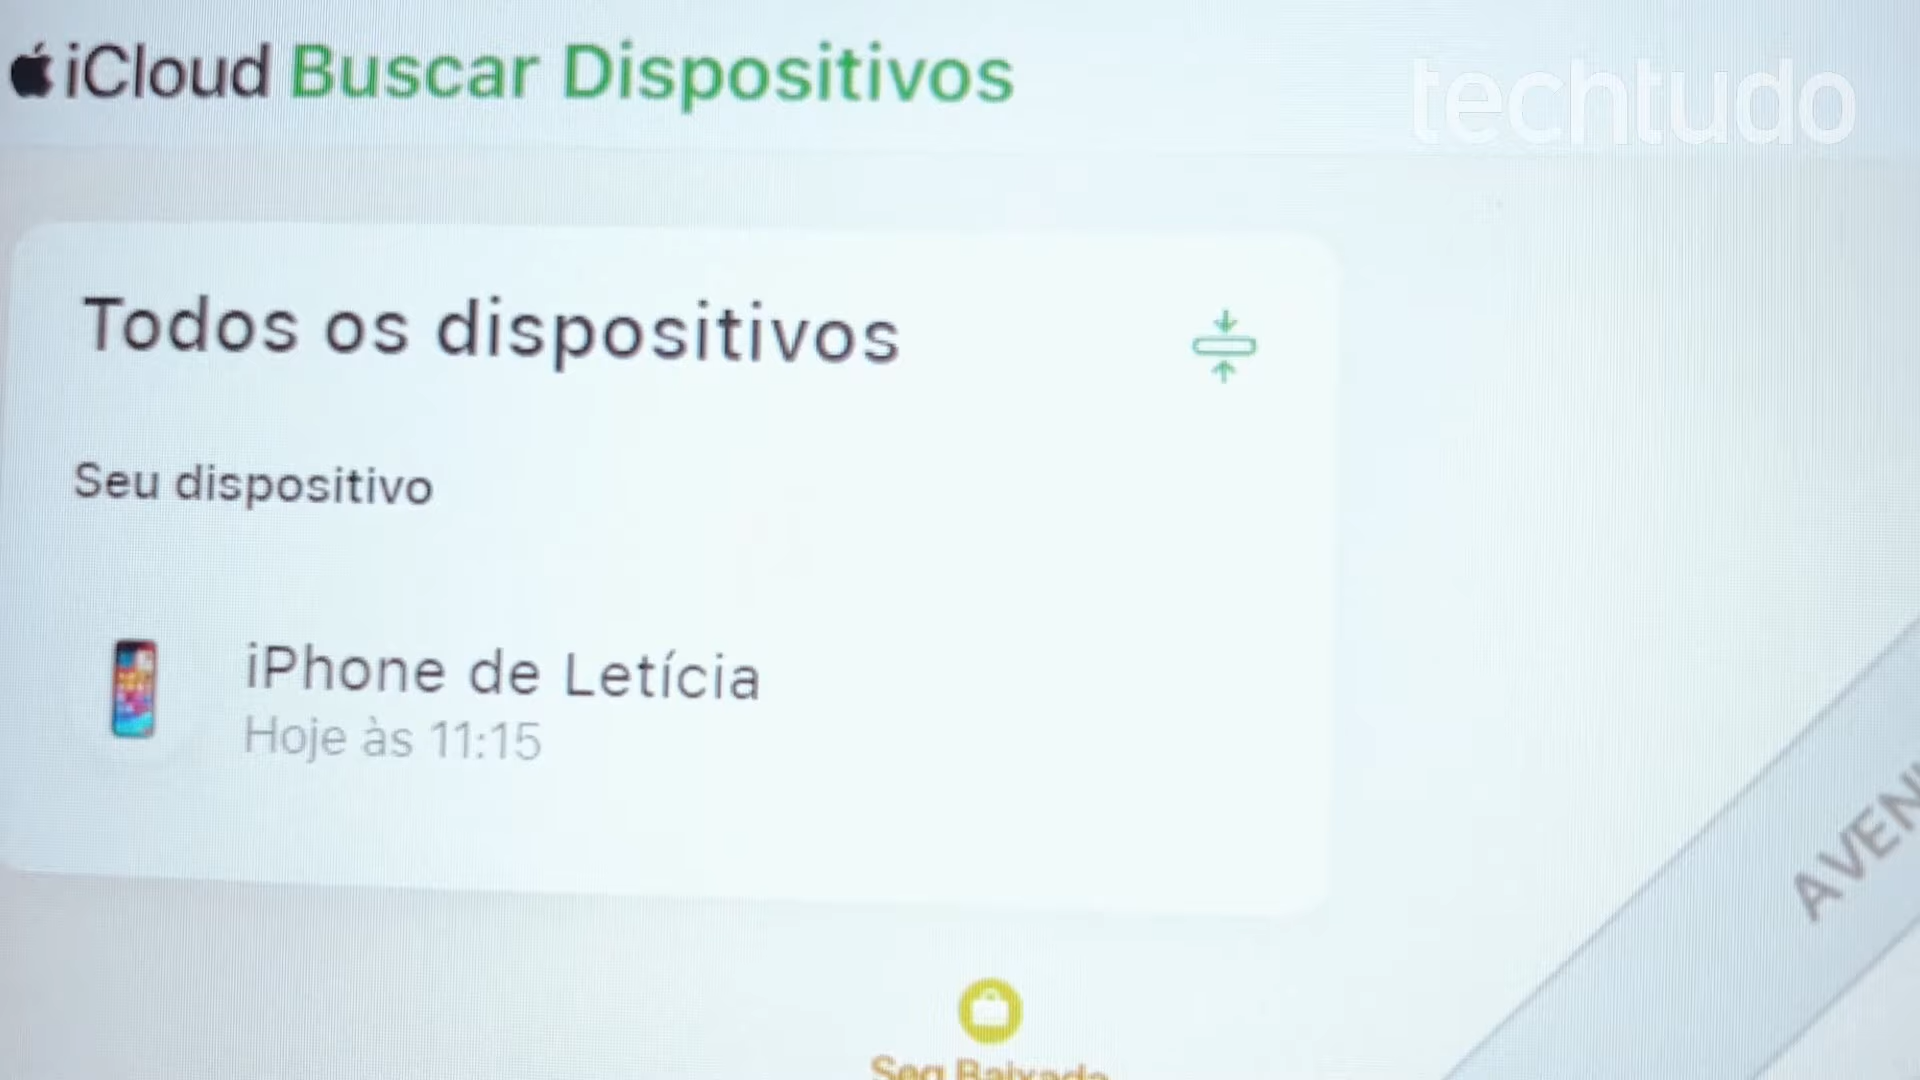 iCloud Buscar Dispositivos
techtudo
Todos os dispositivos
Seu dispositivo
iPhone de Letícia
Hoje às 11:15